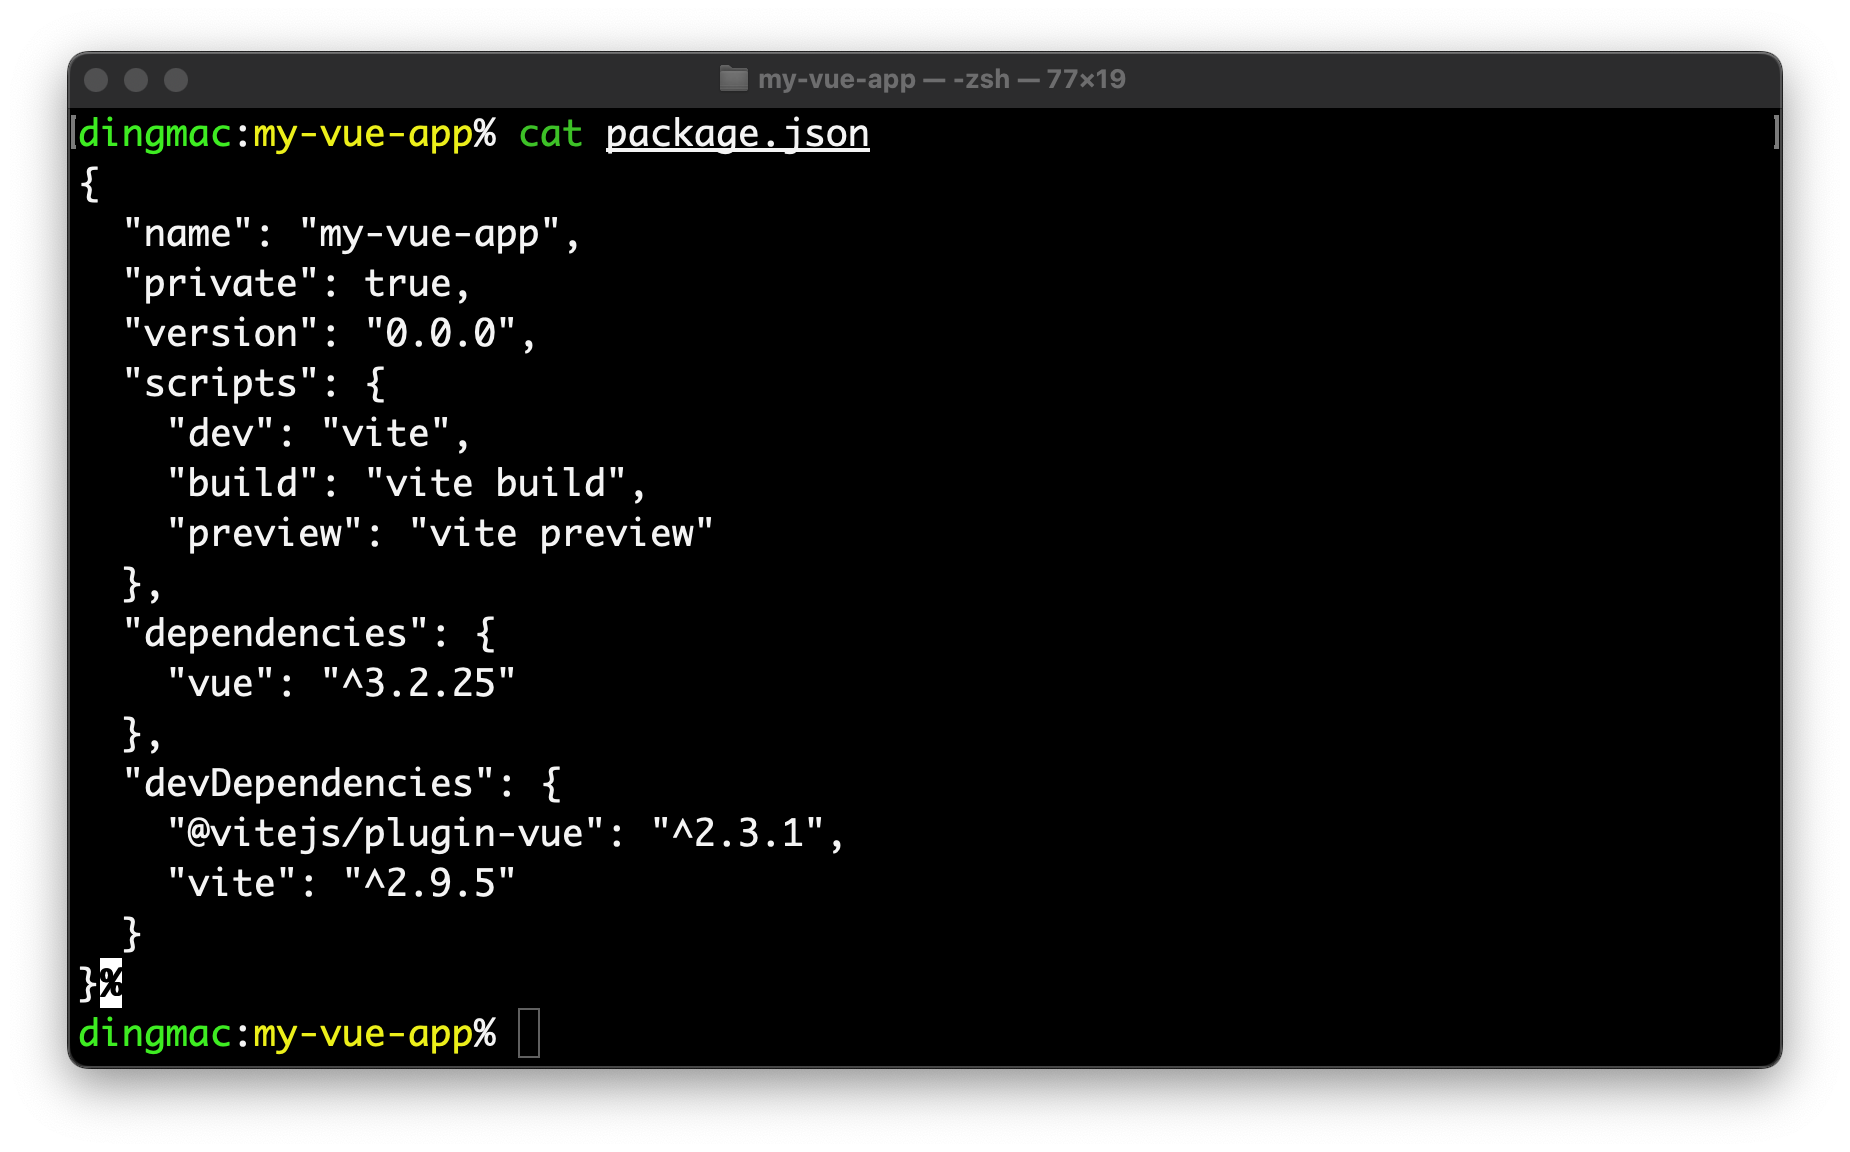 my-vue-app — -zsh — 77×19
dingmac:my-vue-app% cat package.json
{
  "name": "my-vue-app",
  "private": true,
  "version": "0.0.0",
  "scripts": {
    "dev": "vite",
    "build": "vite build",
    "preview": "vite preview"
  },
  "dependencies": {
    "vue": "^3.2.25"
  },
  "devDependencies": {
    "@vitejs/plugin-vue": "^2.3.1",
    "vite": "^2.9.5"
  }
}%
dingmac:my-vue-app%